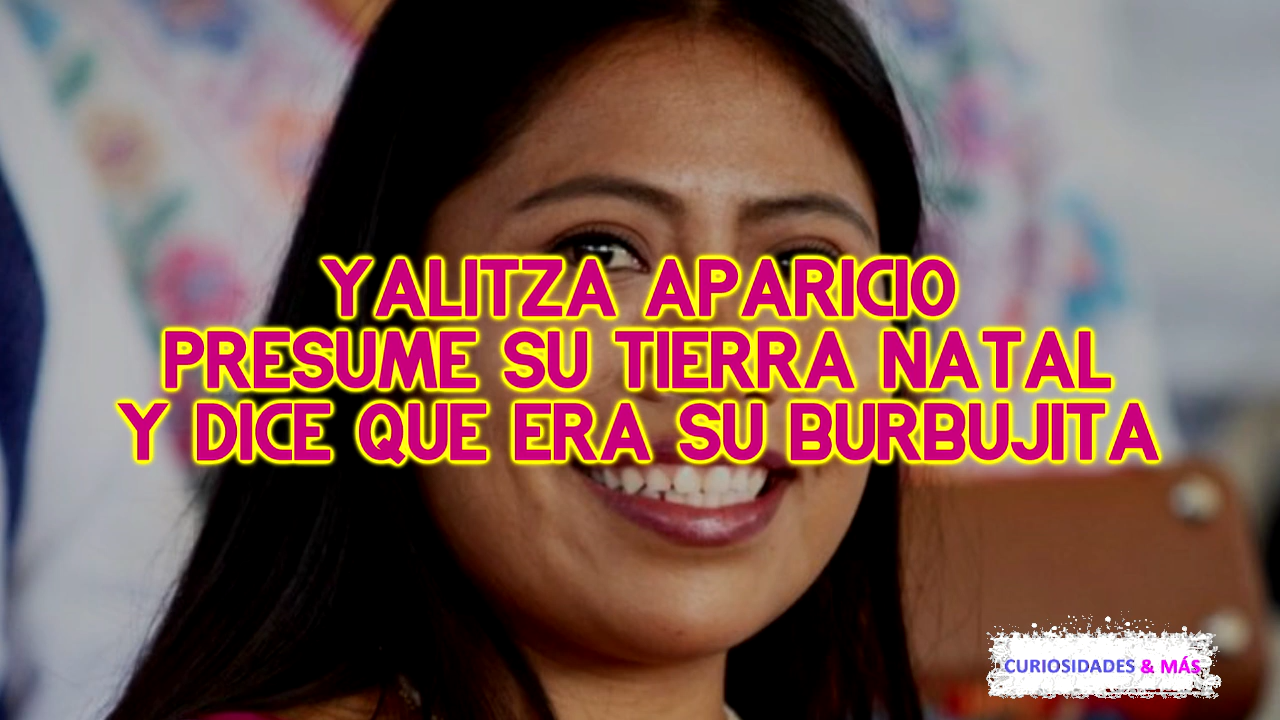 YALITZA APARICIO
PRESUME SU TIERRA NATAL
Y DICE QUE ERA SU BURBUJITA
CURIOSIDADES & MÁS